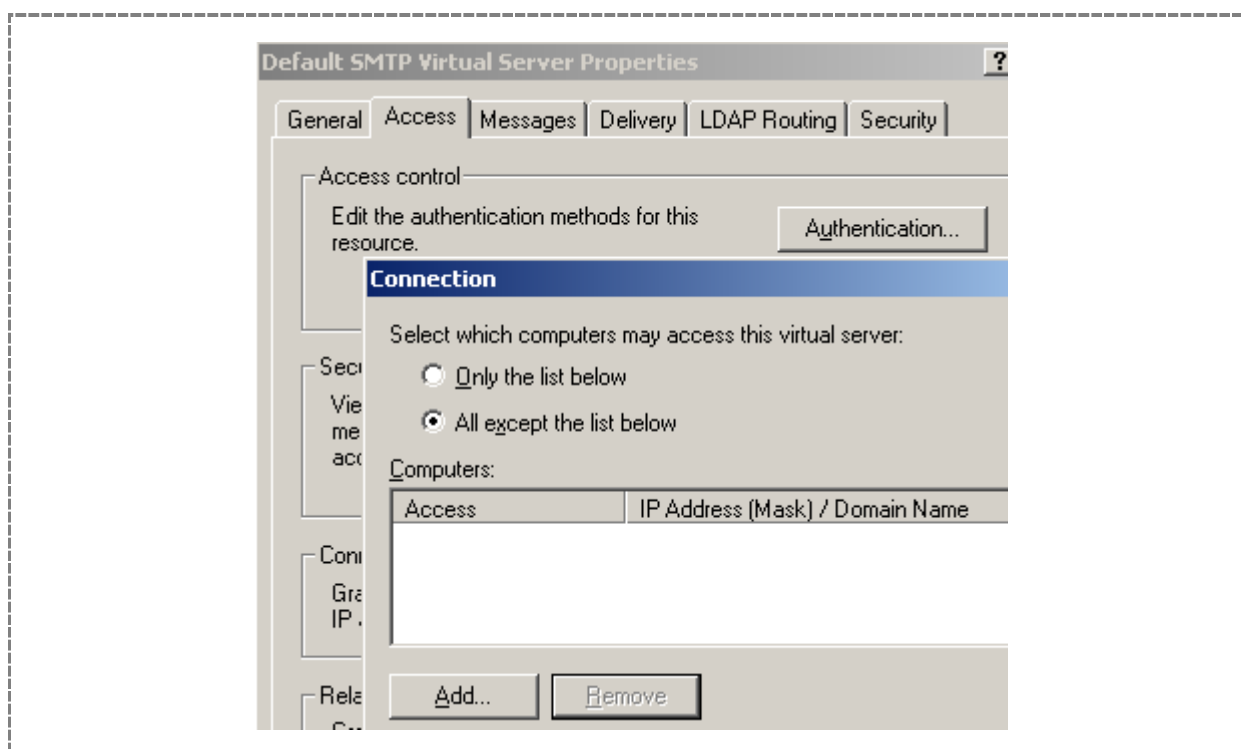 Default SMTP Virtual Server Properties ?
General Access Messages Delivery LDAP Routing Security
Access control
Edit the authentication methods for this
resource.
Authentication...
Connection
Select which computers may access this virtual server:
Only the list below
All except the list below
Computers:
Access IP Address (Mask) / Domain Name
Add... Remove